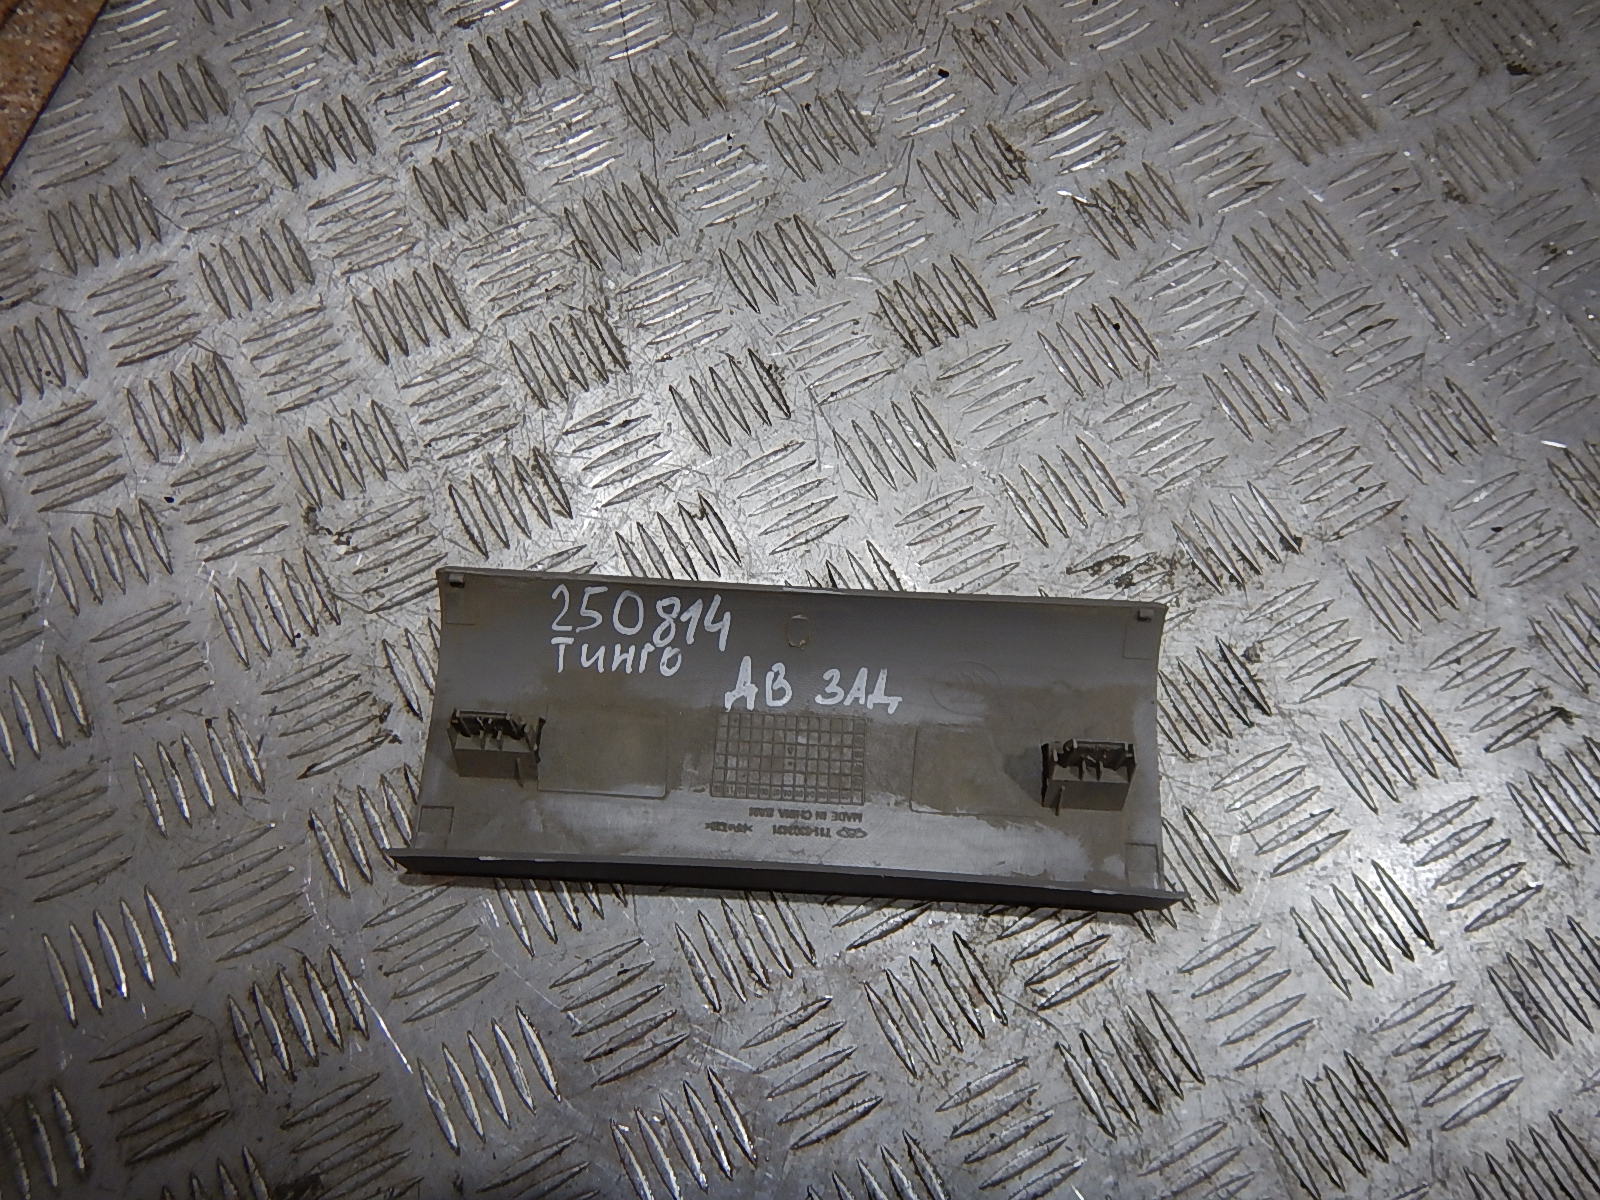 250814
Тинго
ДВ ЗАД
MADE IN CHINA